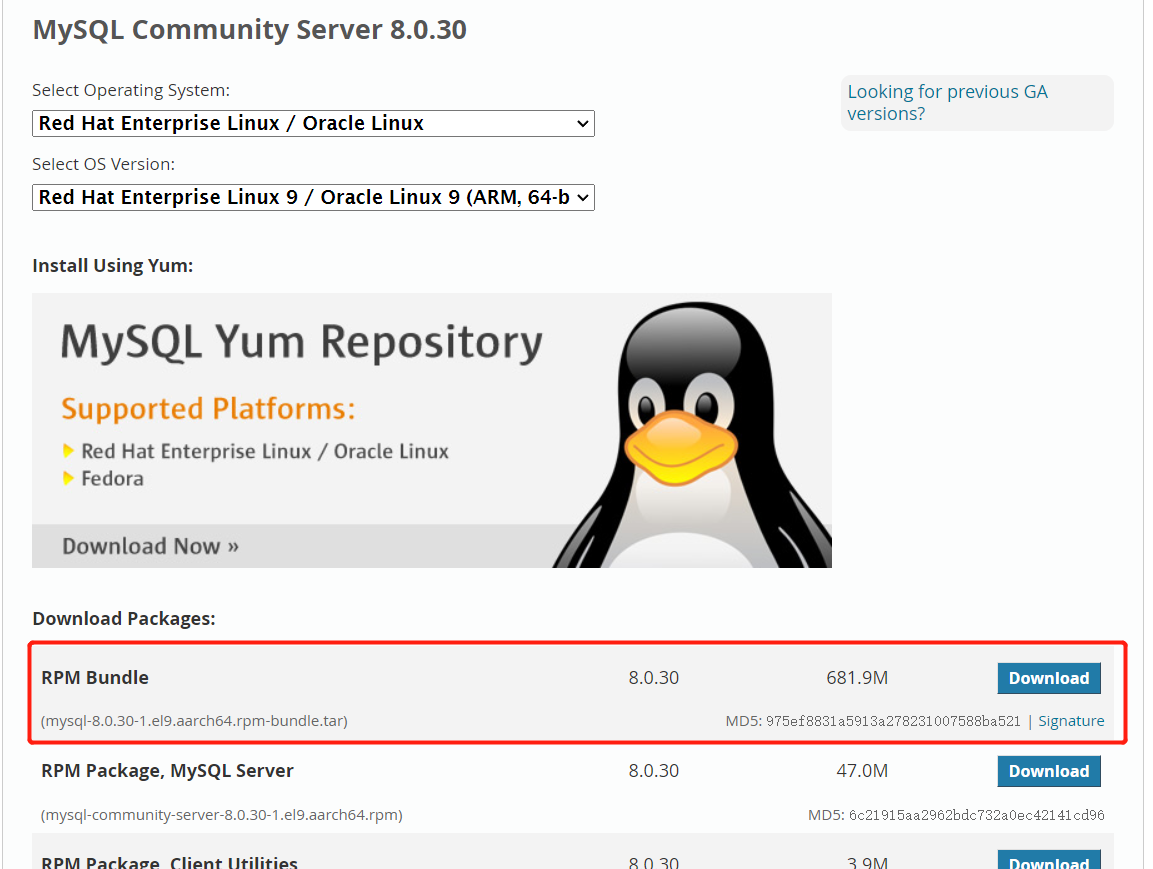 MySQL Community Server 8.0.30
Select Operating System:
Looking for previous GA
versions?
Red Hat Enterprise Linux / Oracle Linux
Select OS Version:
Red Hat Enterprise Linux 9 / Oracle Linux 9 (ARM, 64-b
Install Using Yum:
MySQL Yum Repository
Supported Platforms:
Red Hat Enterprise Linux / Oracle Linux
Fedora
Download Now »
Download Packages:
RPM Bundle 8.0.30 681.9M Download
(mysql-8.0.30-1.el9.aarch64.rpm-bundle.tar) MD5: 975ef8831a5913a278231007588ba521 | Signature
RPM Package, MySQL Server 8.0.30 47.0M Download
(mysql-community-server-8.0.30-1.el9.aarch64.rpm) MD5: 6c21915aa2962bdc732a0ec42141cd96
RPM Package, Client Utilities 8.0.30 3.9M Download